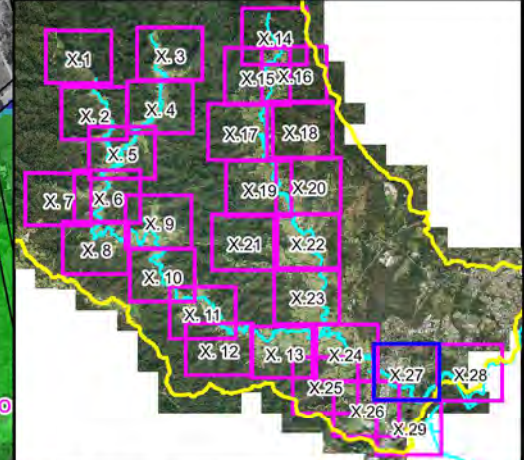 X.1
X. 2
X. 3
X. 4
X. 5
X. 6
X. 7
X. 8
X. 9
X. 10
X. 11
X. 12
X. 13
X.14
X.15
X.16
X.17
X.18
X.19
X.20
X.21
X.22
X.23
X.24
X.25
X.26
X.27
X.28
X.29
O